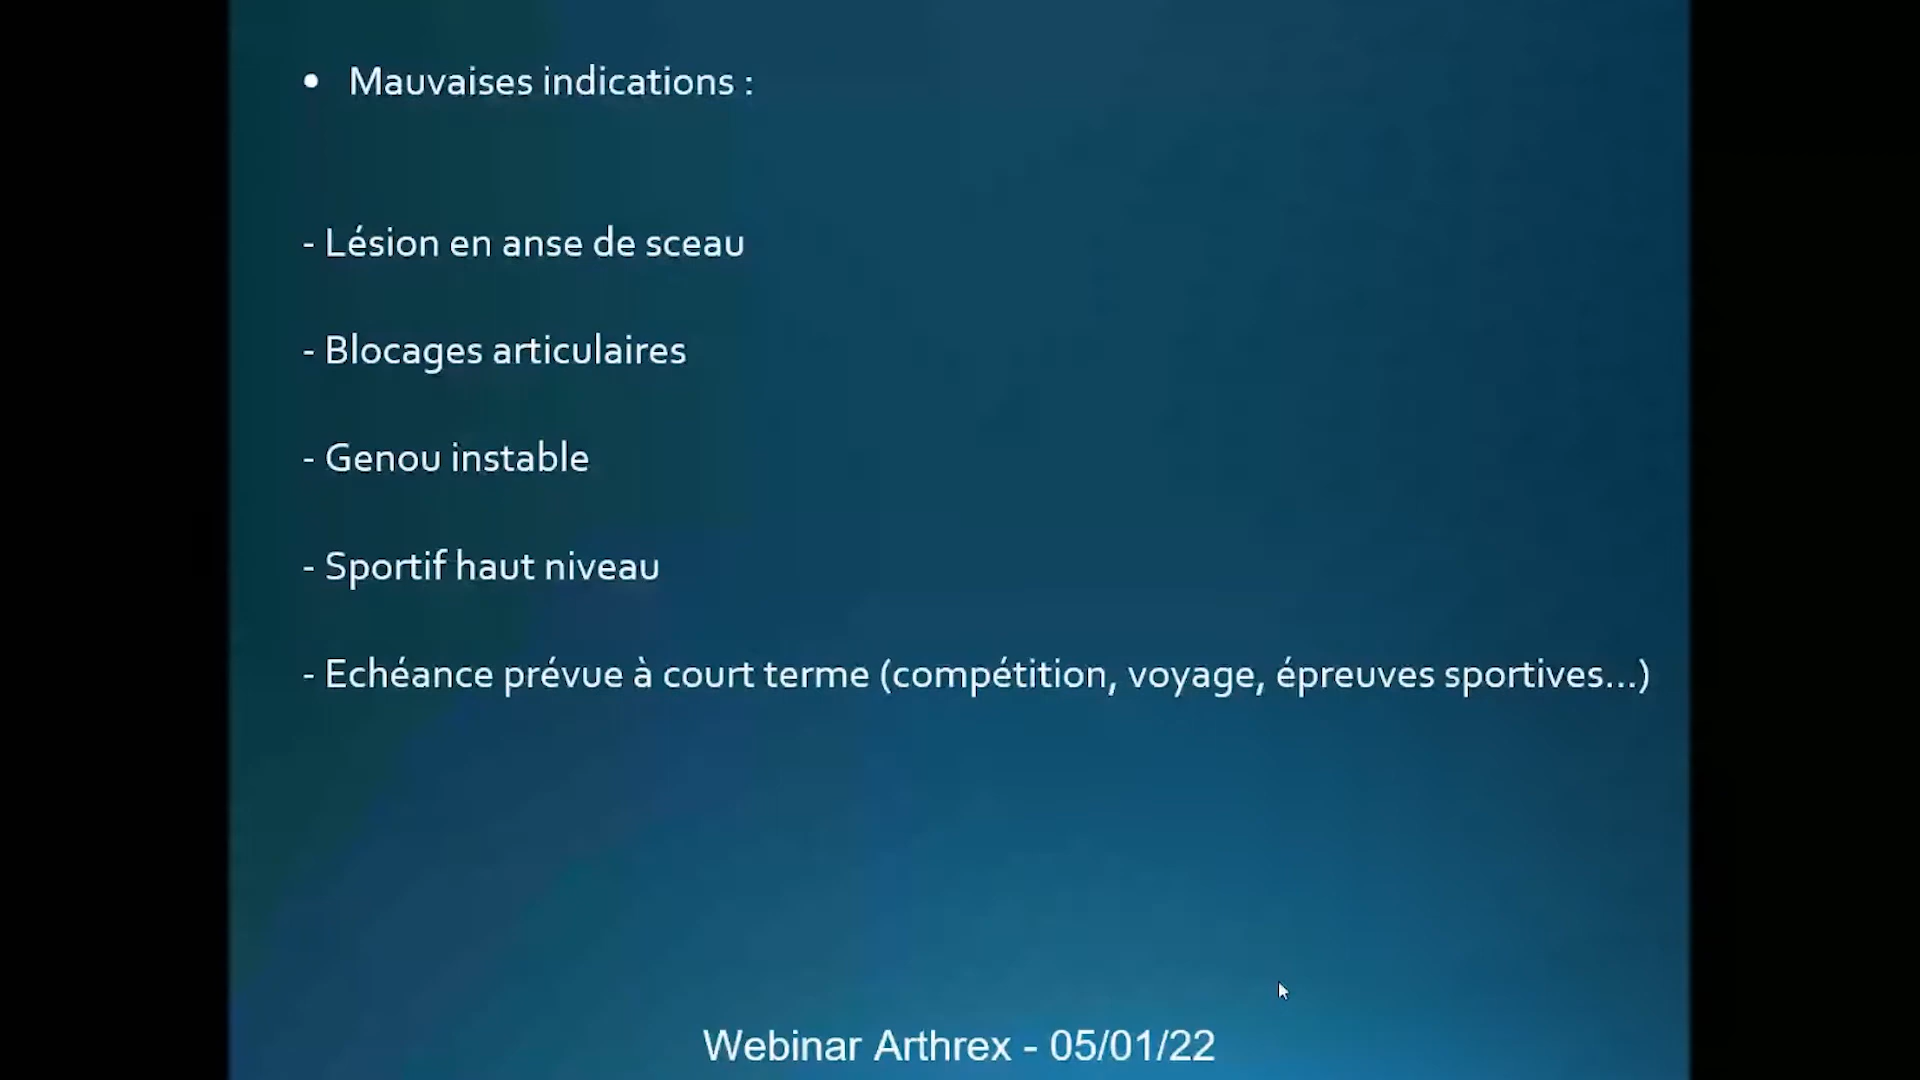 • Mauvaises indications :
- Lésion en anse de sceau
- Blocages articulaires
- Genou instable
- Sportif haut niveau
- Echéance prévue à court terme (compétition, voyage, épreuves sportives...)
Webinar Arthrex - 05/01/22